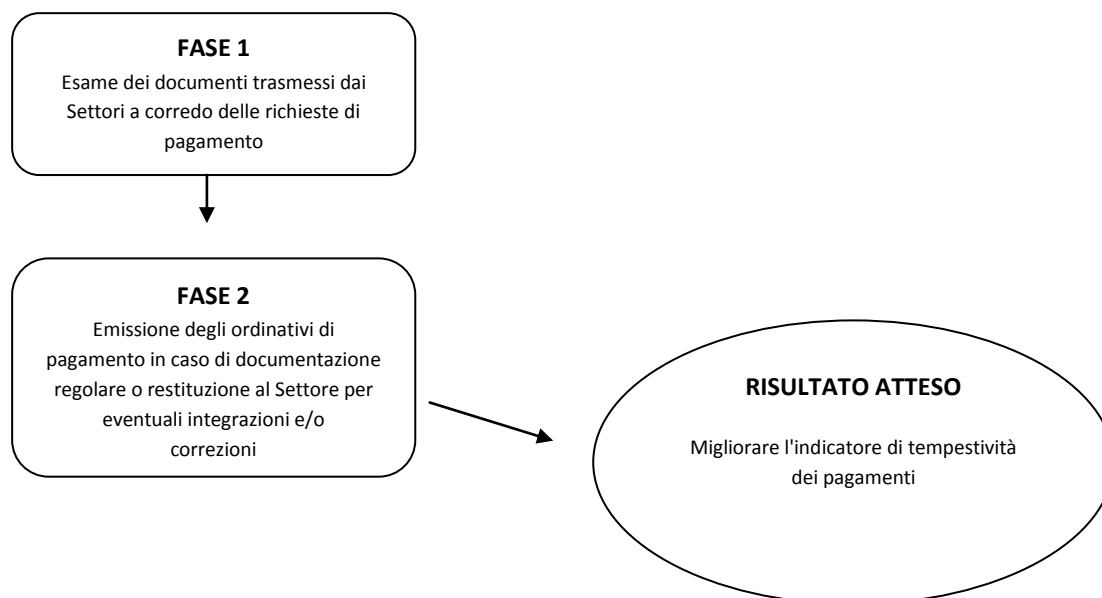 FASE 1
Esame dei documenti trasmessi dai
Settori a corredo delle richieste di
pagamento
FASE 2
Emissione degli ordinativi di
pagamento in caso di documentazione
regolare o restituzione al Settore per
eventuali integrazioni e/o
correzioni
RISULTATO ATTESO
Migliorare l'indicatore di tempestività
dei pagamenti